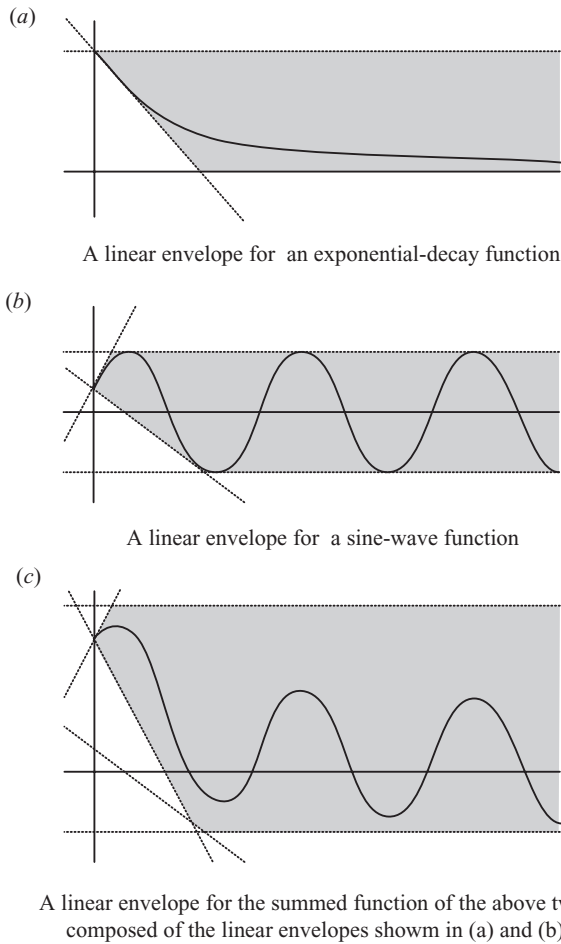 (a)
A linear envelope for an exponential-decay function
(b)
A linear envelope for a sine-wave function
(c)
A linear envelope for the summed function of the above
composed of the linear envelopes showm in (a) and (b)